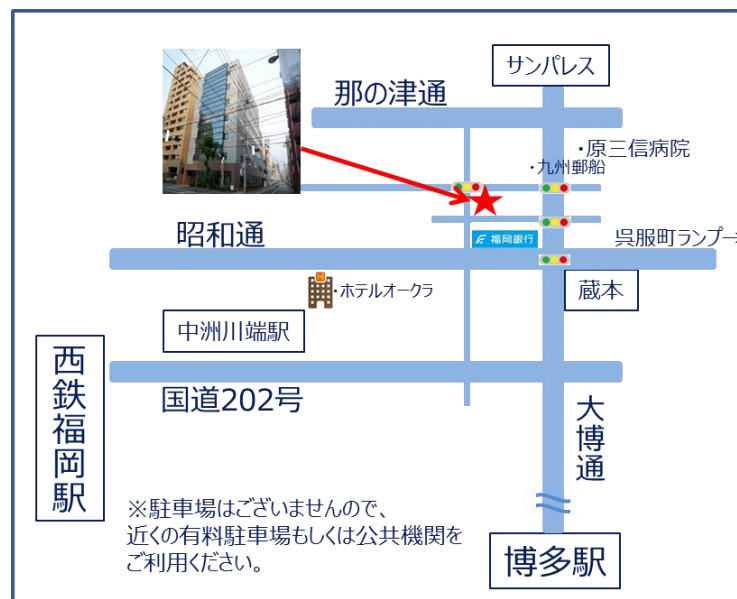 サンパレス
那の津通
・原三信病院
・九州郵船
昭和通
福岡銀行
呉服町ランプ→
・ホテルオークラ
蔵本
中洲川端駅
西鉄福岡駅
国道202号
大博通
※駐車場はございませんので、
近くの有料駐車場もしくは公共機関を
ご利用ください。
博多駅